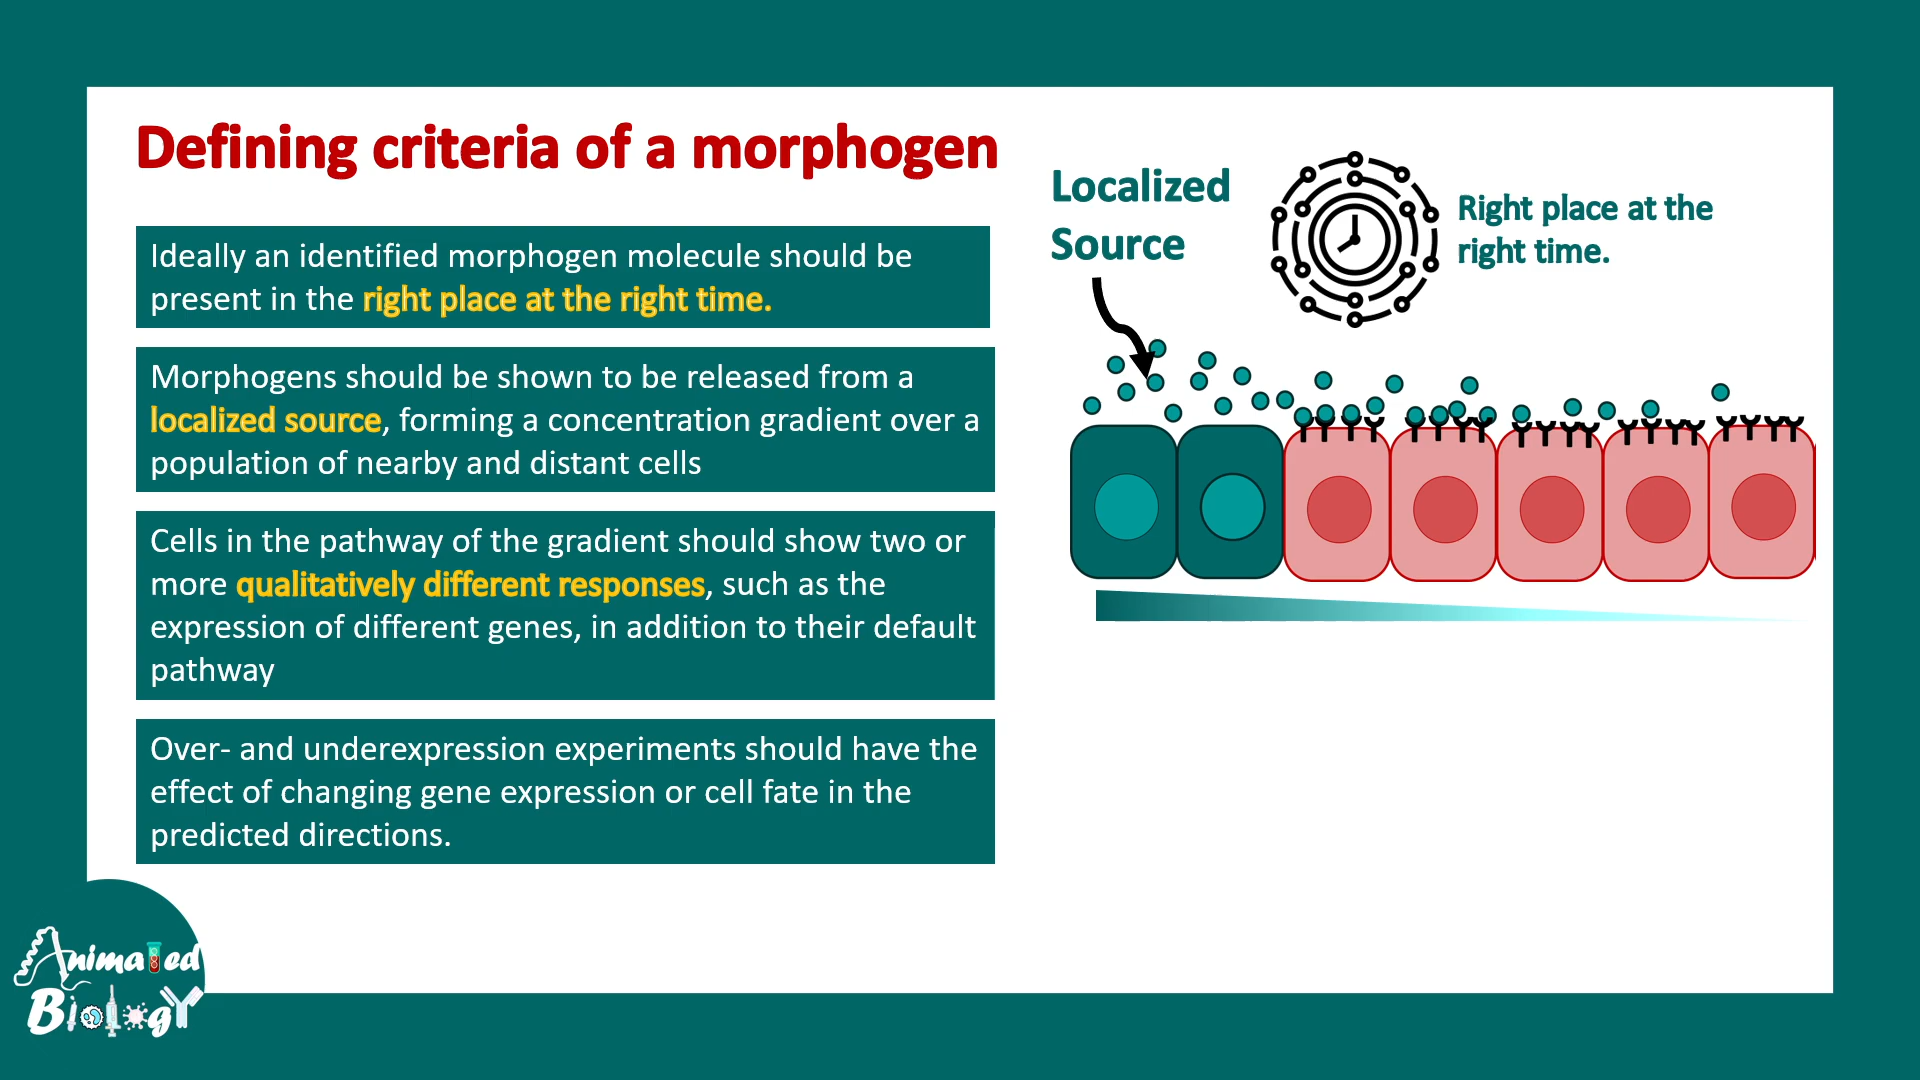 Defining criteria of a morphogen
Ideally an identified morphogen molecule should be
present in the right place at the right time.
Morphogens should be shown to be released from a
localized source, forming a concentration gradient over a
population of nearby and distant cells
Cells in the pathway of the gradient should show two or
more qualitatively different responses, such as the
expression of different genes, in addition to their default
pathway
Over- and underexpression experiments should have the
effect of changing gene expression or cell fate in the
predicted directions.
Localized
Source
Right place at the
right time.
Animated
Biology